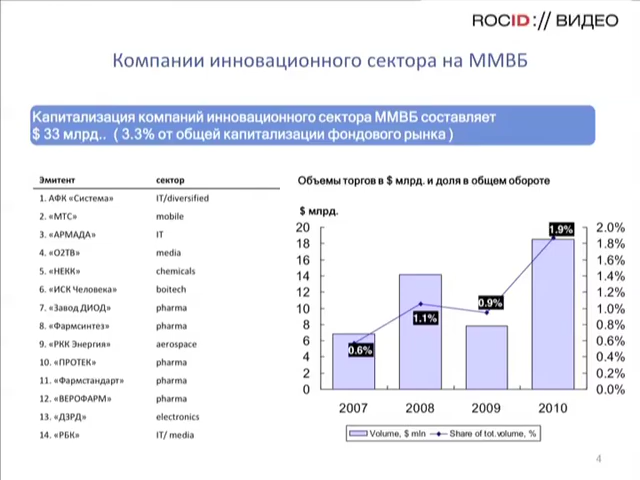 ROCID:// ВИДЕО
Компании инновационного сектора на ММВБ
Капитализация компаний инновационного сектора ММВБ составляет
$ 33 млрд.. ( 3.3% от общей капитализации фондового рынка )
Эмитент сектор
1. АФК «Система» IT/diversified
2. «МТС» mobile
3. «АРМАДА» IT
4. «О2ТВ» media
5. «НЕКК» chemicals
6. «ИСК Человека» boitech
7. «Завод ДИОД» pharma
8. «Фармсинтез» pharma
9. «РКК Энергия» aerospace
10. «ПРОТЕК» pharma
11. «Фармстандарт» pharma
12. «ВЕРОФАРМ» pharma
13. «ДЗРД» electronics
14. «РБК» IT/ media
Объемы торгов в $ млрд. и доля в общем обороте
$ млрд.
20 2.0%
18 1.8%
16 1.6%
14 1.4%
12 1.2%
10 1.0%
8 0.8%
6 0.6%
4 0.4%
2 0.2%
0 0.0%
0.6%
1.1%
0.9%
1.9%
2007 2008 2009 2010
Volume, $ mln Share of tot.volume, %
4